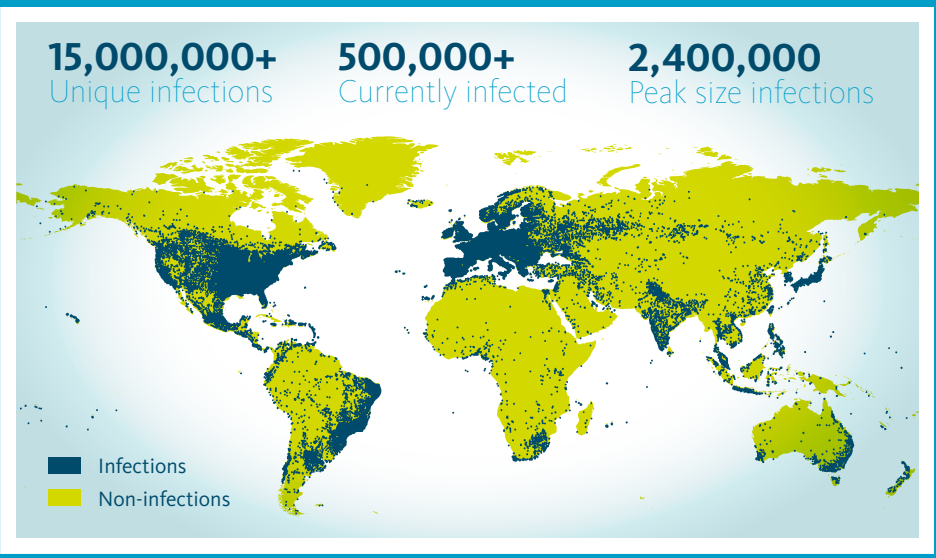 15,000,000+
Unique infections
500,000+
Currently infected
2,400,000
Peak size infections
Infections
Non-infections